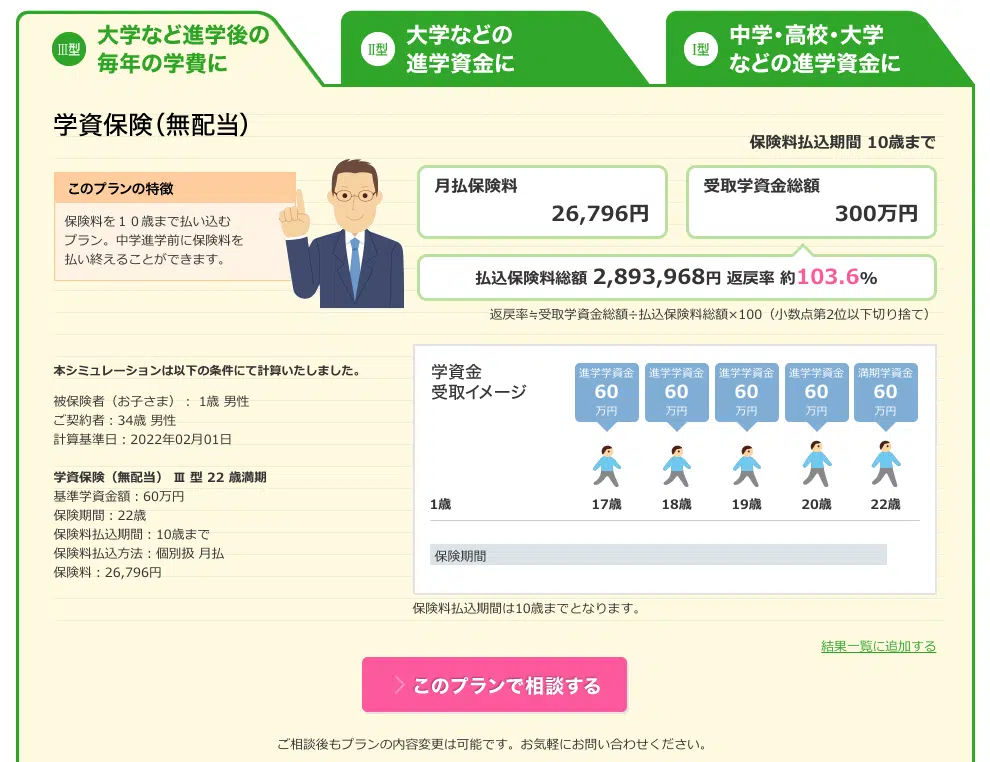 III型
大学など進学後の
毎年の学費に
II型
大学などの
進学資金に
I型
中学・高校・大学
などの進学資金に
学資保険(無配当)
保険料払込期間 10歳まで
このプランの特徴
保険料を１０歳まで払い込む
プラン。中学進学前に保険料を
払い終えることができます。
月払保険料
26,796円
受取学資金総額
300万円
払込保険料総額 2,893,968円 返戻率 約103.6%
返戻率≒受取学資金総額÷払込保険料総額×100（小数点第2位以下切り捨て）
本シミュレーションは以下の条件にて計算いたしました。
被保険者（お子さま）： 1歳 男性
ご契約者：34歳 男性
計算基準日：2022年02月01日
学資保険（無配当） Ⅲ 型 22 歳満期
基準学資金額：60万円
保険期間：22歳
保険料払込期間：10歳まで
保険料払込方法：個別扱 月払
保険料：26,796円
学資金
受取イメージ
進学学資金 進学学資金 進学学資金 進学学資金 満期学資金
60 60 60 60 60
万円 万円 万円 万円 万円
1歳 17歳 18歳 19歳 20歳 22歳
保険期間
保険料払込期間は10歳までとなります。
結果一覧に追加する
このプランで相談する
ご相談後もプランの内容変更は可能です。お気軽にお問い合わせください。